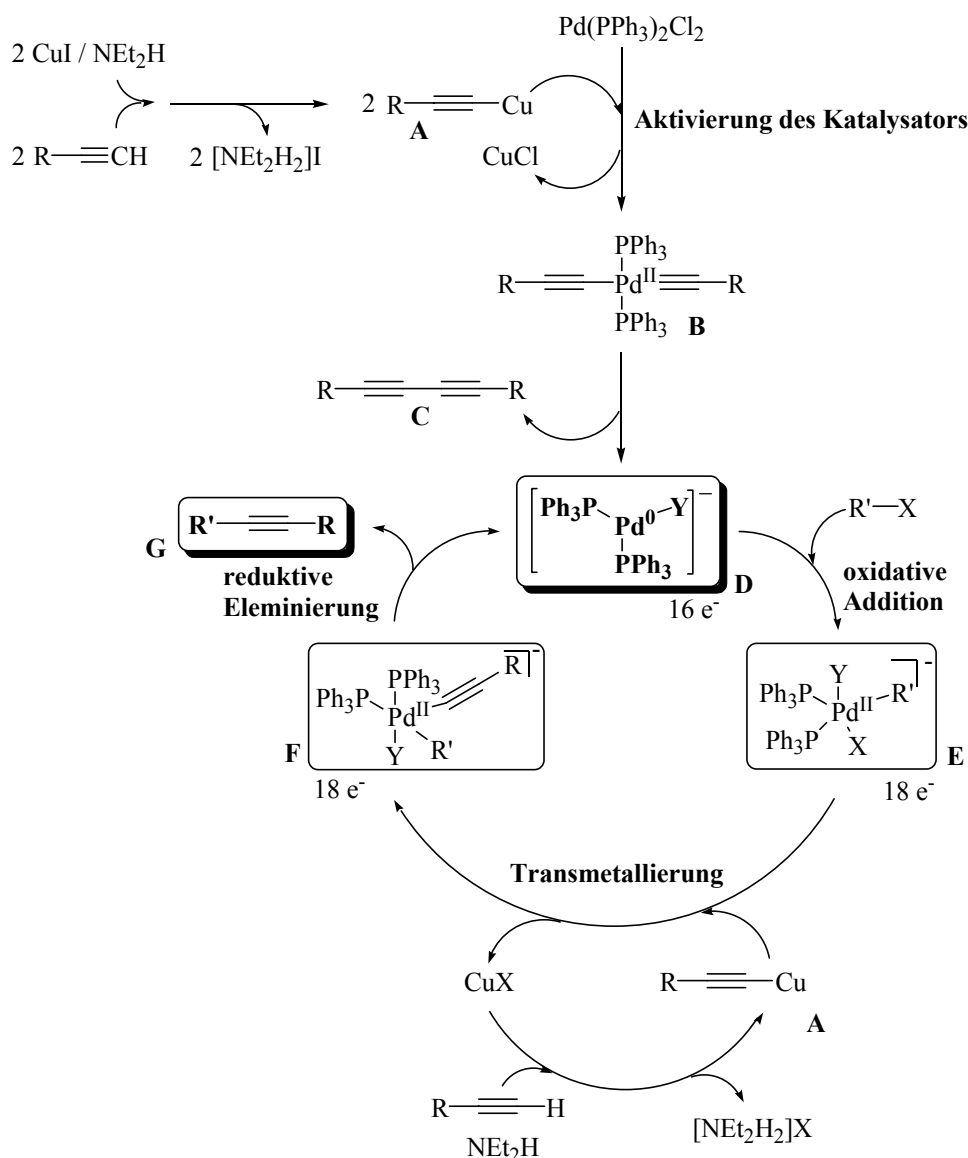 Pd(PPh3)2Cl2
2 CuI / NEt2H
2 R Cu
A
Aktivierung des Katalysators
2 R CH
2 [NEt2H2]I
CuCl
PPh3
R PdII R
PPh3
B
R R
C
Ph3P Y –
Pd0
PPh3
D
16 e-
R'—X
oxidative
Addition
R' R
G
reduktive
Eleminierung
R -
PPh3
Ph3P
PdII
Y R'
F
18 e-
Y -
Ph3P R'
PdII
Ph3P X
E
18 e-
Transmetallierung
CuX
R Cu
A
R H
NEt2H
[NEt2H2]X